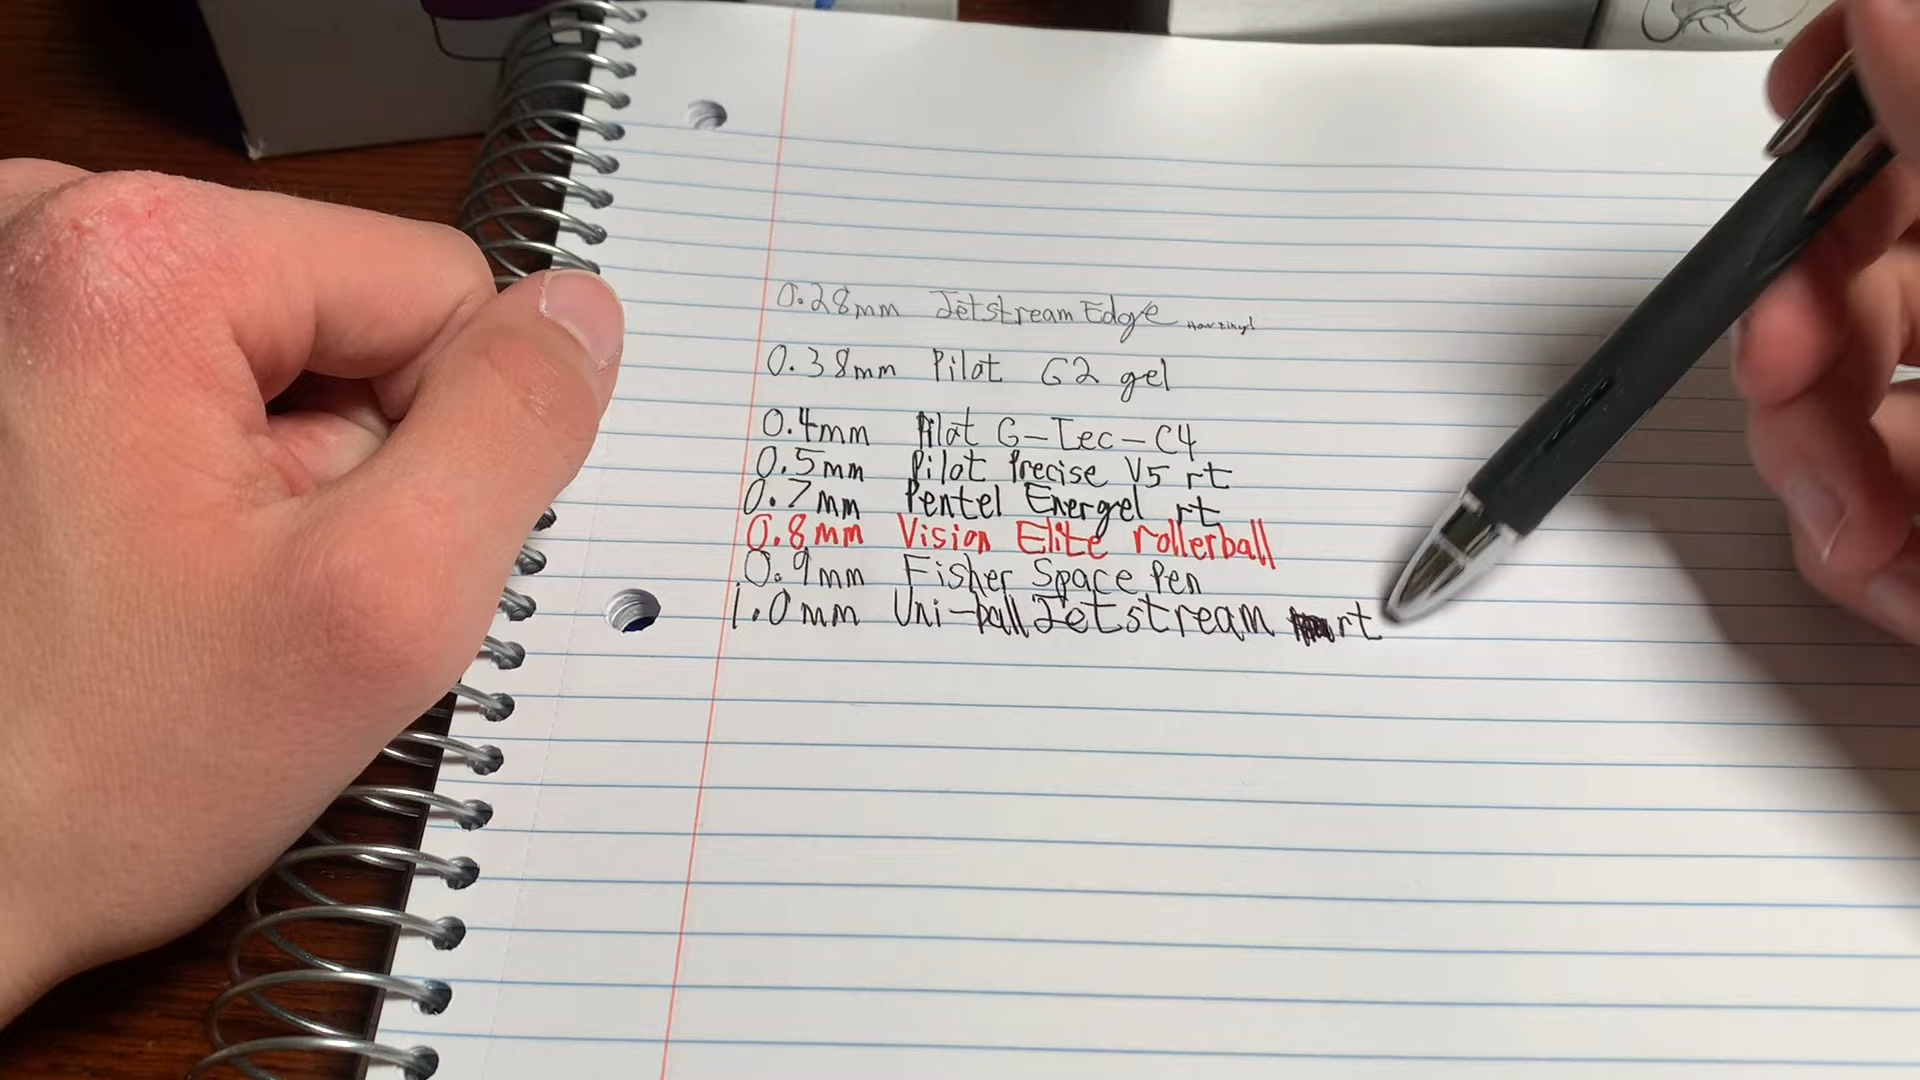 0.28mm Jetstream Edge How tiny!
0.38mm Pilot G2 gel
0.4mm Pilot G-Tec-C4
0.5mm Pilot Precise V5 rt
0.7mm Pentel Energel rt
0.8mm Vision Elite rollerball
0.9mm Fisher Space Pen
1.0mm Uni-ball Jetstream rt